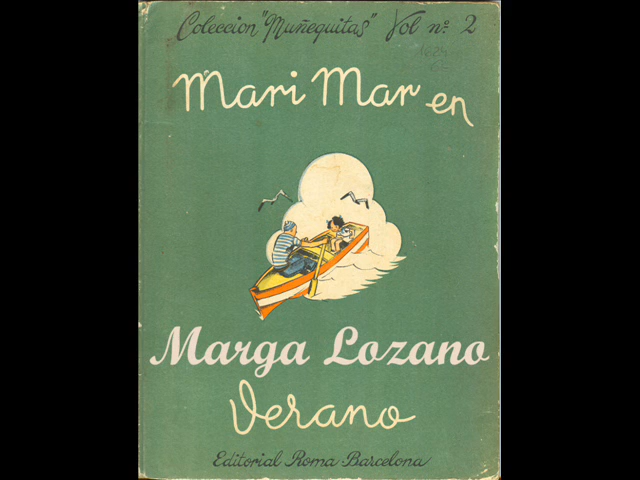 Coleccion "Muñequitas" Vol nº 2
Mari Mar en
Marga Lozano
Verano
Editorial Roma-Barcelona